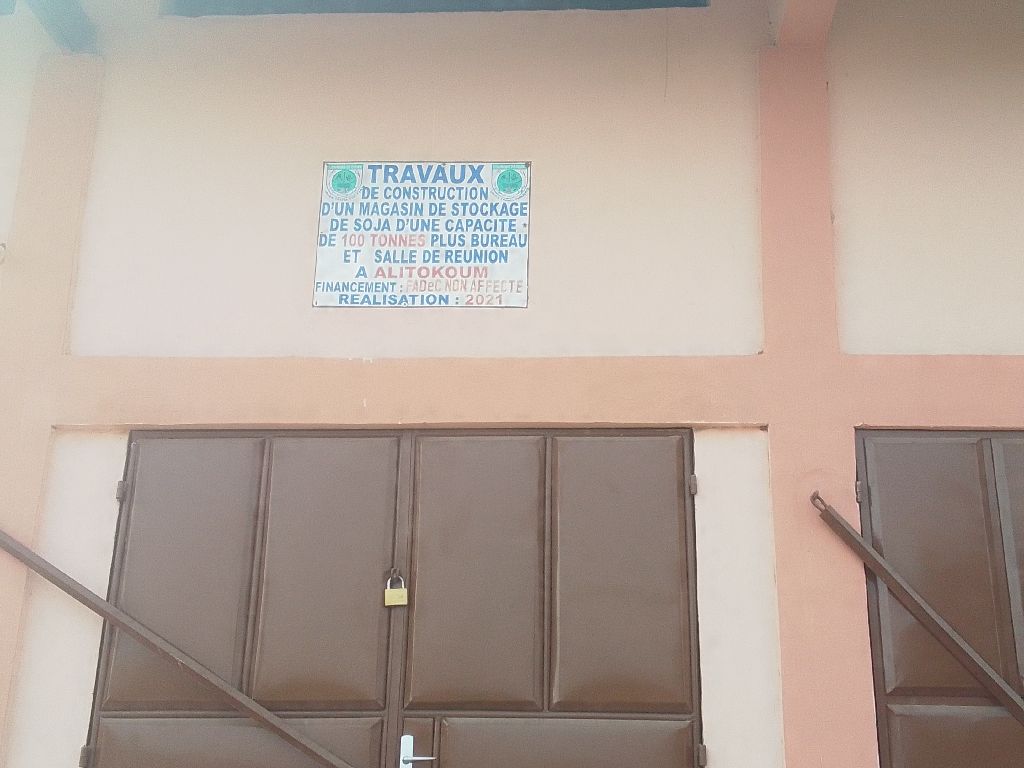 TRAVAUX
DE CONSTRUCTION
D'UN MAGASIN DE STOCKAGE
DE SOJA D'UNE CAPACITE
DE 100 TONNES PLUS BUREAU
ET SALLE DE REUNION
A ALITOKOUM
FINANCEMENT : FADeC NON AFFECTE
REALISATION : 2021